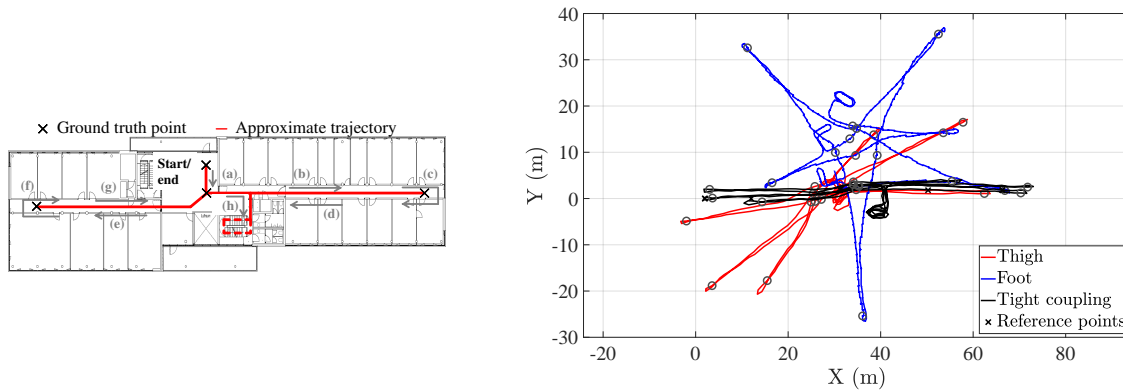 × Ground truth point
— Approximate trajectory
Start/
end
(a)
(b)
(c)
(f)
(g)
(h)
(d)
(e)
Y (m)
40
30
20
10
0
-10
-20
-30
-20
0
20
40
60
80
X (m)
Thigh
Foot
Tight coupling
× Reference points